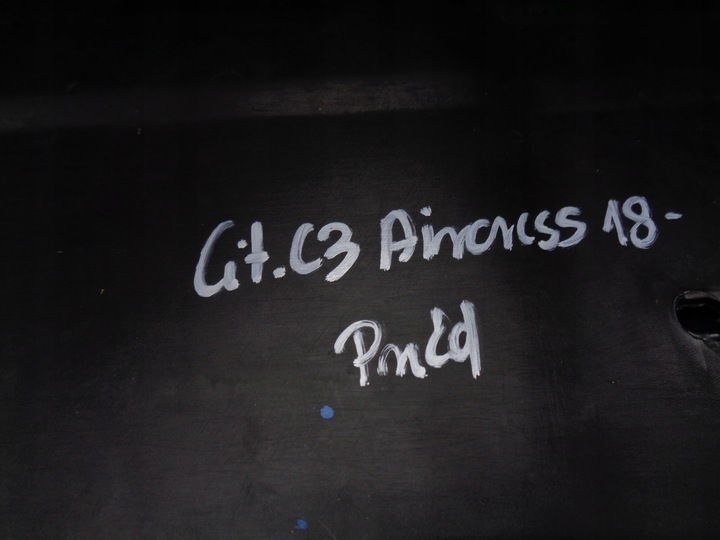 Cit. C3 Aircross 18-
Przód